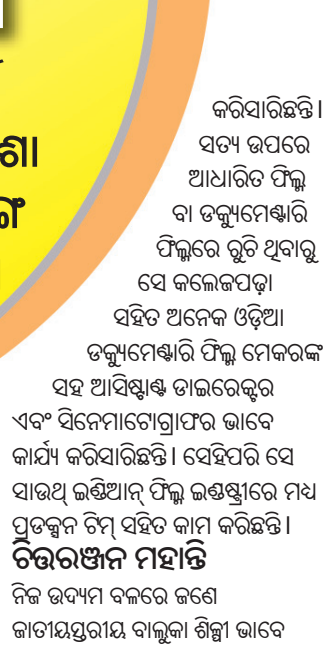 ଶା
ଙ୍ଗ
କରିସାରିଛନ୍ତି।
ସତ୍ୟ ଉପରେ
ଆଧାରିତ ଫିଲ୍ମ
ବା ଡକ୍ୟୁମେଣ୍ଟାରି
ଫିଲ୍ମରେ ରୁଚି ଥିବାରୁ
ସେ କଲେଜପଢ଼ା
ସହିତ ଅନେକ ଓଡ଼ିଆ
ଡକ୍ୟୁମେଣ୍ଟାରି ଫିଲ୍ମ ମେକରଙ୍କ
ସହ ଆସିଷ୍ଟାଣ୍ଟ ଡାଇରେକ୍ଟର
ଏବଂ ସିନେମାଟୋଗ୍ରାଫର ଭାବେ
କାର୍ଯ୍ୟ କରିସାରିଛନ୍ତି। ସେହିପରି ସେ
ସାଉଥ୍ ଇଣ୍ଡିଆନ୍ ଫିଲ୍ମ ଇଣ୍ଡଷ୍ଟ୍ରୀରେ ମଧ୍ୟ
ପ୍ରଡକ୍ସନ ଟିମ୍ ସହିତ କାମ କରିଛନ୍ତି।
ଚିତ୍ତରଞ୍ଜନ ମହାନ୍ତି
ନିଜ ଉଦ୍ୟମ ବଳରେ ଜଣେ
ଜାତୀୟସ୍ତରୀୟ ବାଲୁକା ଶିଳ୍ପୀ ଭାବେ